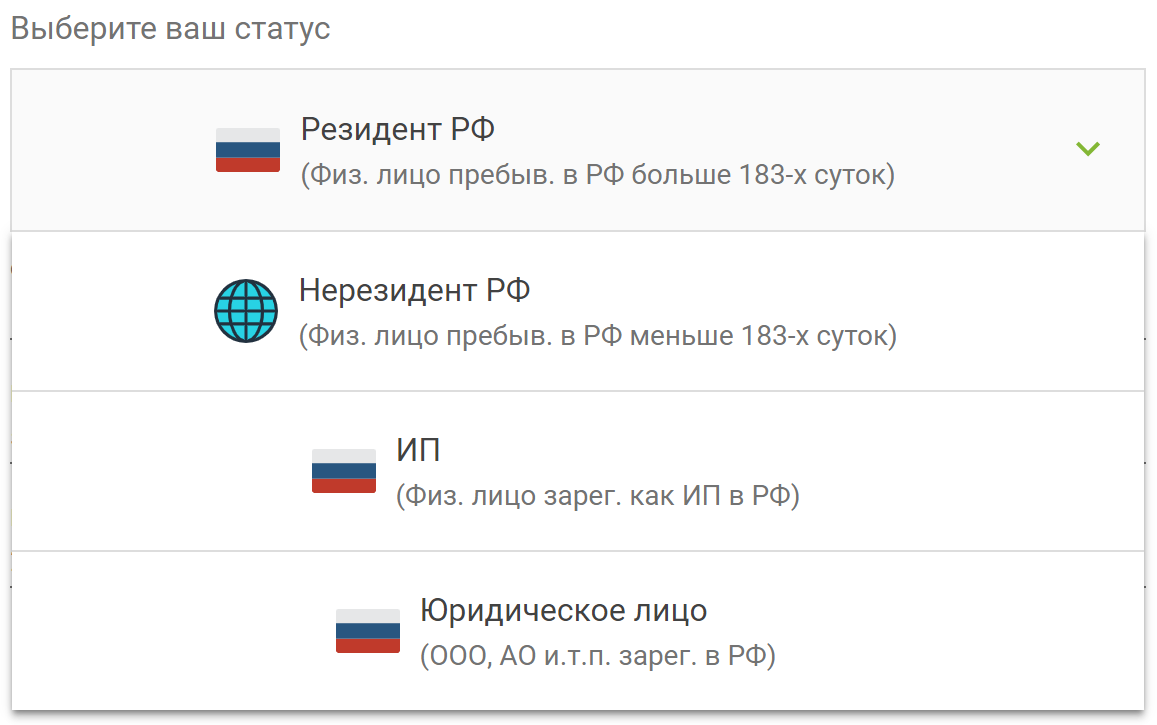 Выберите ваш статус
Резидент РФ
(Физ. лицо пребыв. в РФ больше 183-х суток)
Нерезидент РФ
(Физ. лицо пребыв. в РФ меньше 183-х суток)
ИП
(Физ. лицо зарег. как ИП в РФ)
Юридическое лицо
(ООО, АО и.т.п. зарег. в РФ)